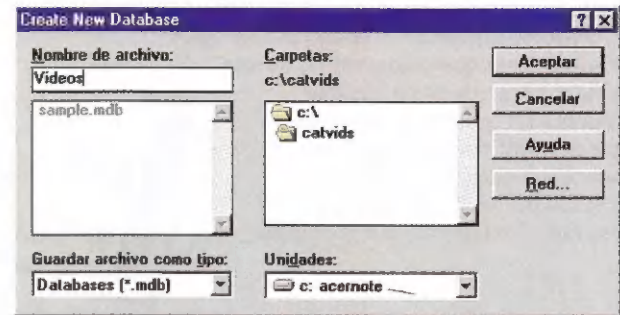 Create New Database
Nombre de archivo:
Videos
sample.mdb
Guardar archivo como tipo:
Databases (*.mdb)
Carpetas:
c:\catvids
c:\
catvids
Unidades:
c: acernote
Aceptar
Cancelar
Ayuda
Red...